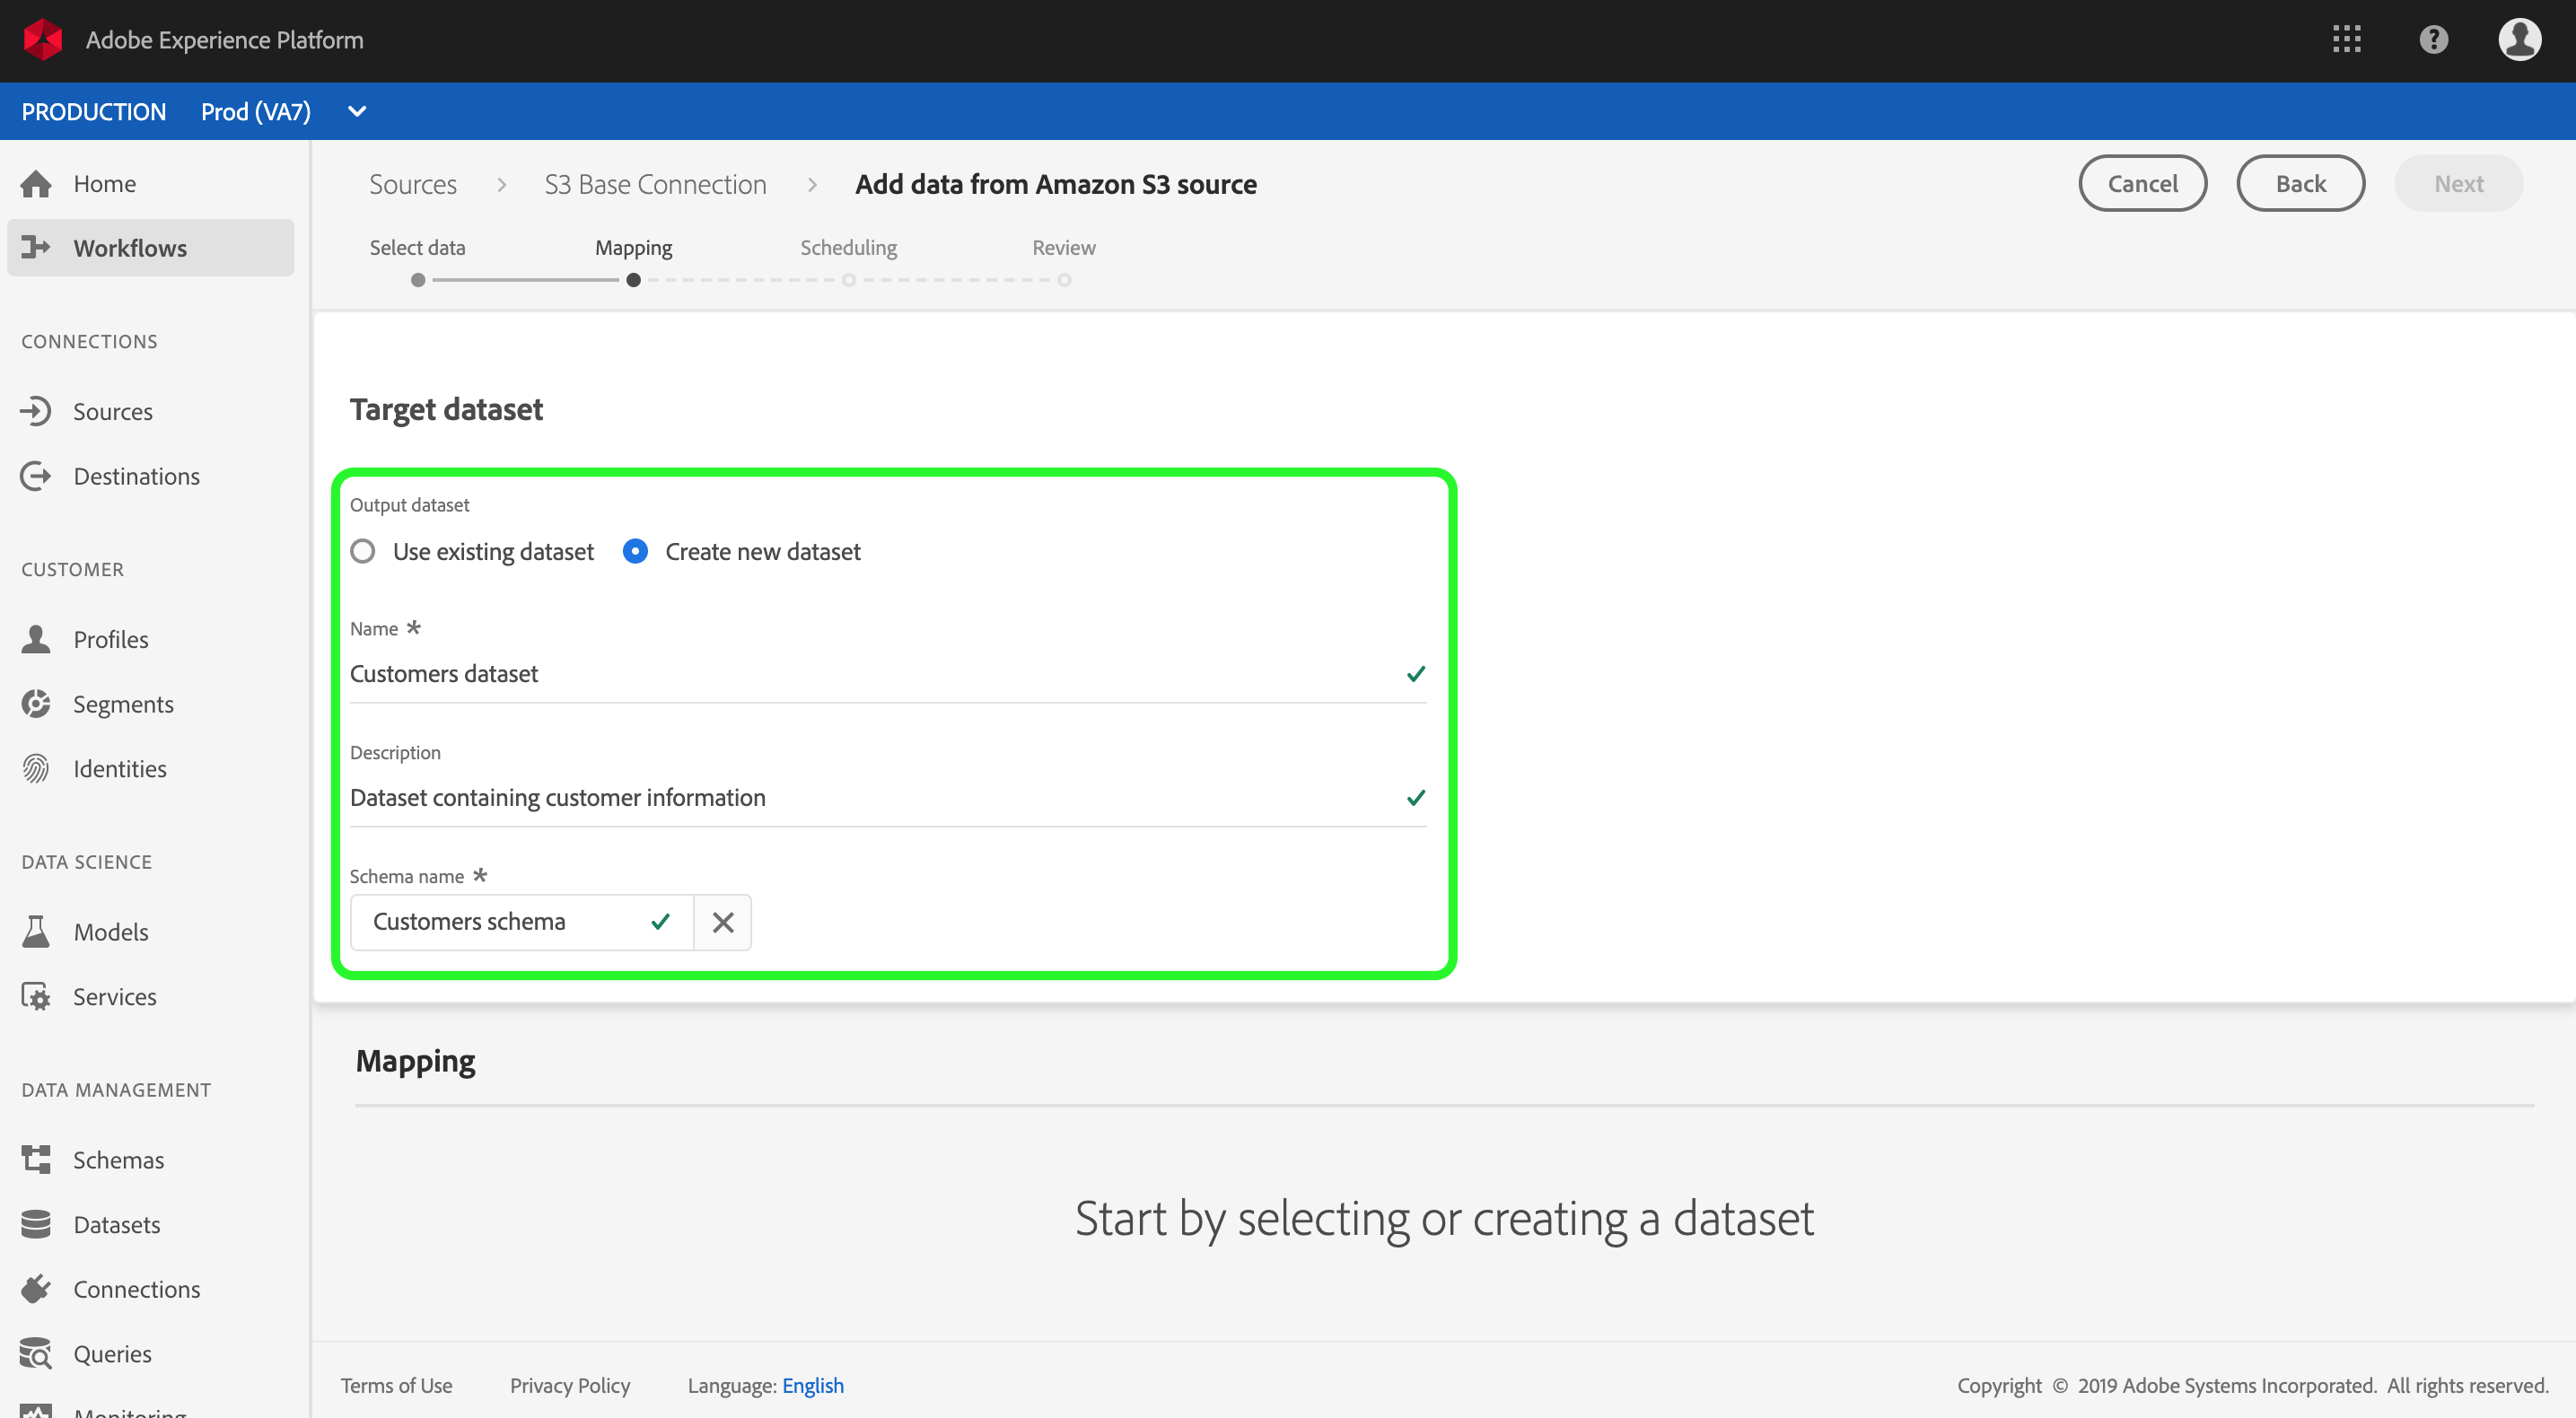 Adobe Experience Platform
?
PRODUCTION Prod (VA7)
Home
Workflows
CONNECTIONS
Sources
Destinations
CUSTOMER
Profiles
Segments
Identities
DATA SCIENCE
Models
Services
DATA MANAGEMENT
Schemas
Datasets
Connections
Queries
Monitoring
Sources > S3 Base Connection > Add data from Amazon S3 source
Cancel Back Next
Select data Mapping Scheduling Review
Target dataset
Output dataset
Use existing dataset Create new dataset
Name *
Customers dataset
Description
Dataset containing customer information
Schema name *
Customers schema
Mapping
Start by selecting or creating a dataset
Terms of Use Privacy Policy Language: English Copyright © 2019 Adobe Systems Incorporated. All rights reserved.